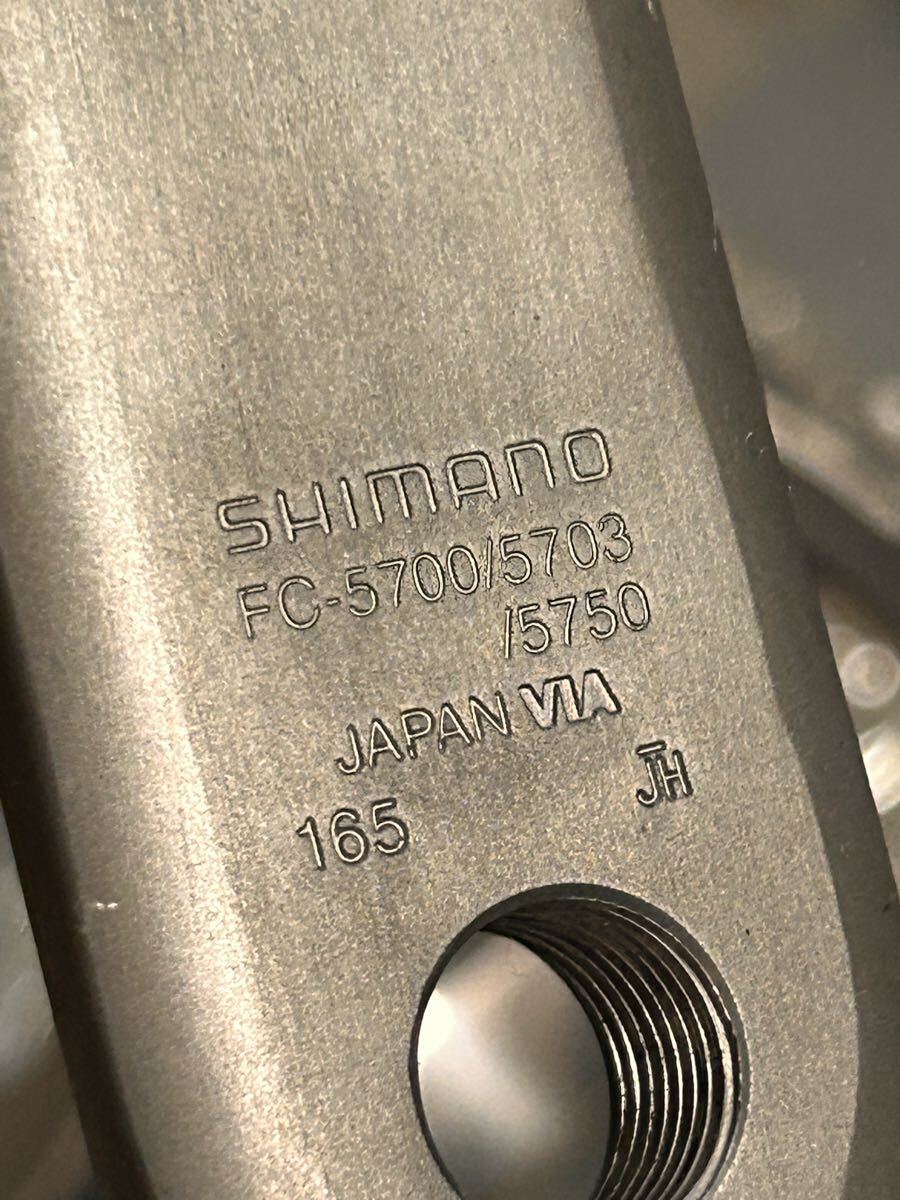 SHIMANO
FC-5700/5703
/5750
JAPAN VIA
JH
165